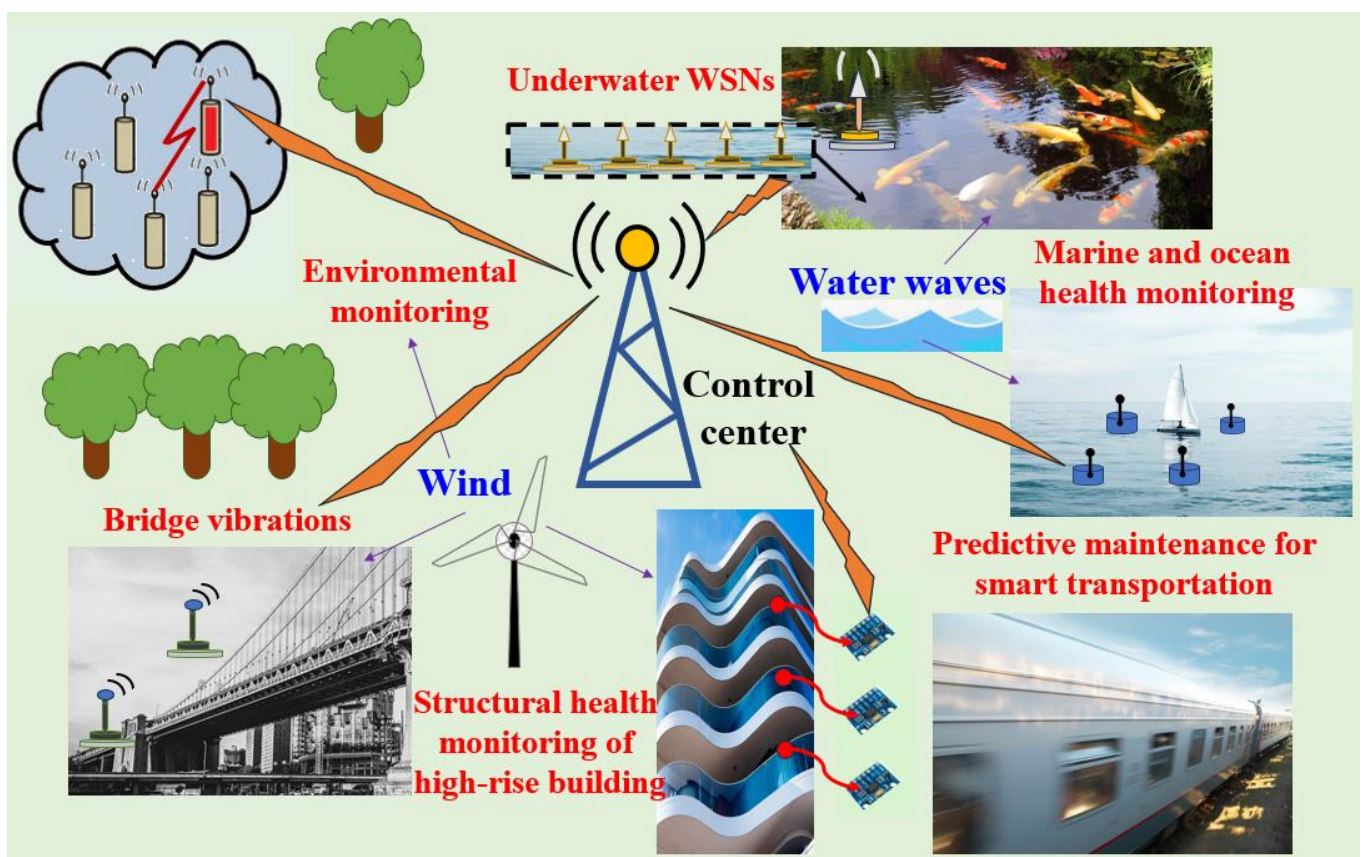 Underwater WSNs
Environmental
monitoring
Water waves
Marine and ocean
health monitoring
Control
center
Wind
Bridge vibrations
Predictive maintenance for
smart transportation
Structural health
monitoring of
high-rise building